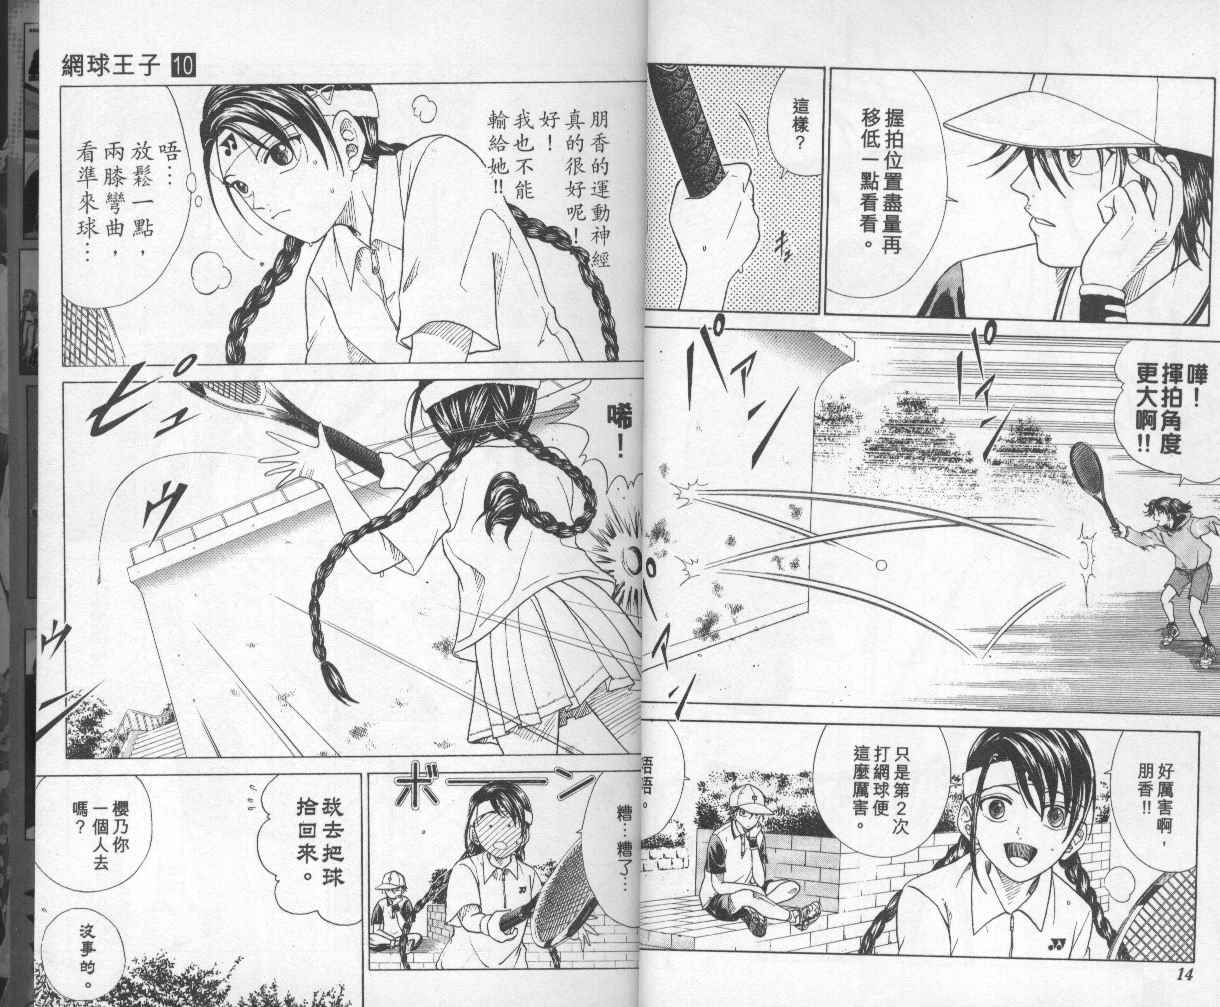 握拍位置盡量再
移低一點看看。
這樣？
ギュ
嘩！
揮拍角度
更大啊!!
パ
パァァン
パァン
好厲害啊，
朋香!!
只是第2次
打網球便
這麼厲害。
唔
唔。
14
網球王子 10
朋香的運動神經
真的很好呢！
好！
我也不能
輸給她!!
唔…
放鬆一點，
兩膝彎曲，
看準來球…
唏！
ピュ
ウウ
糟…糟了…
ボーン
我去把球
拾回來。
櫻乃你
一個人去
嗎？
沒事的。